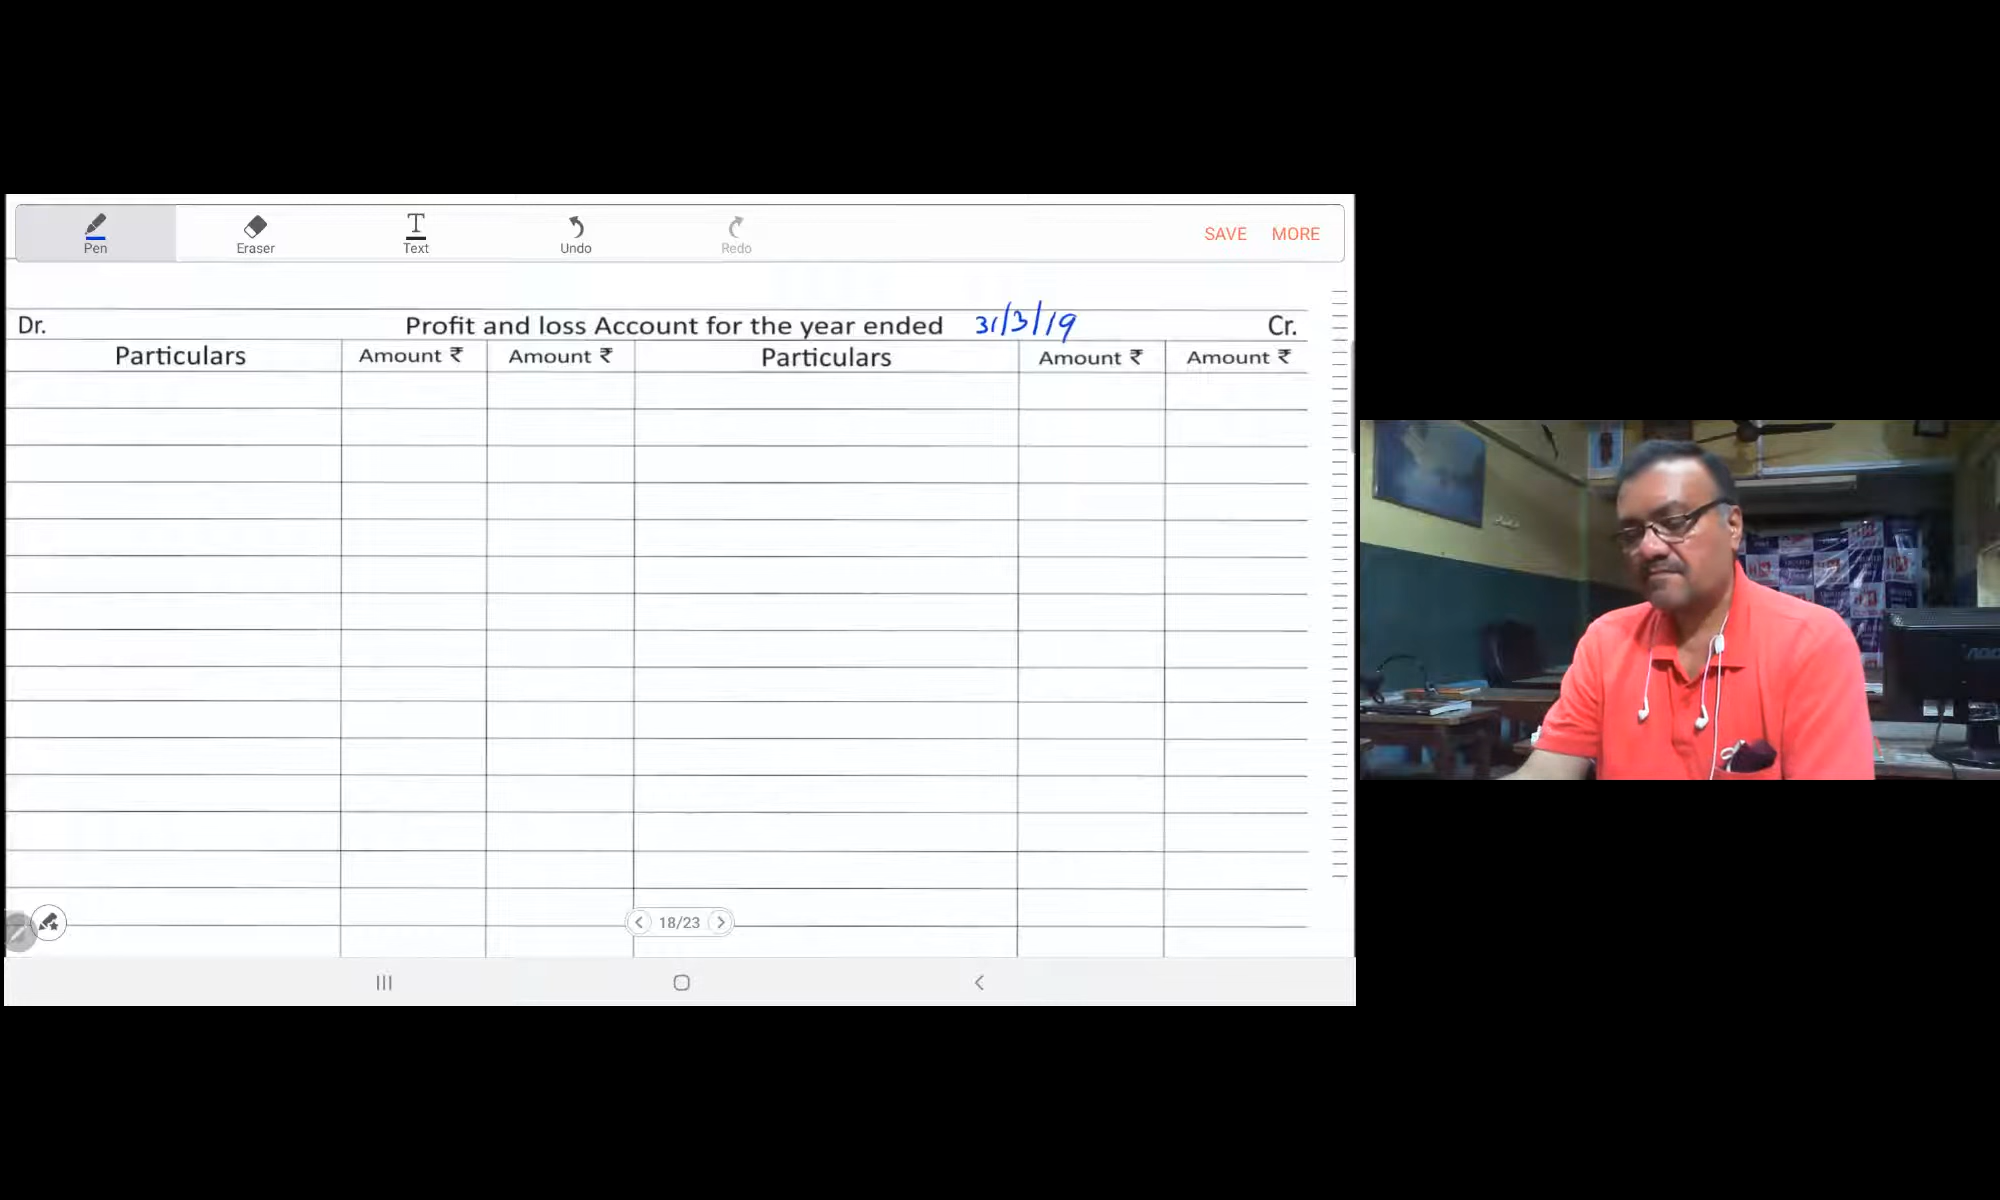 Pen
Eraser
T
Text
Undo
Redo
SAVE MORE
Dr. Profit and loss Account for the year ended 31/3/19 Cr.
Particulars Amount ₹ Amount ₹ Particulars Amount ₹ Amount ₹
18/23